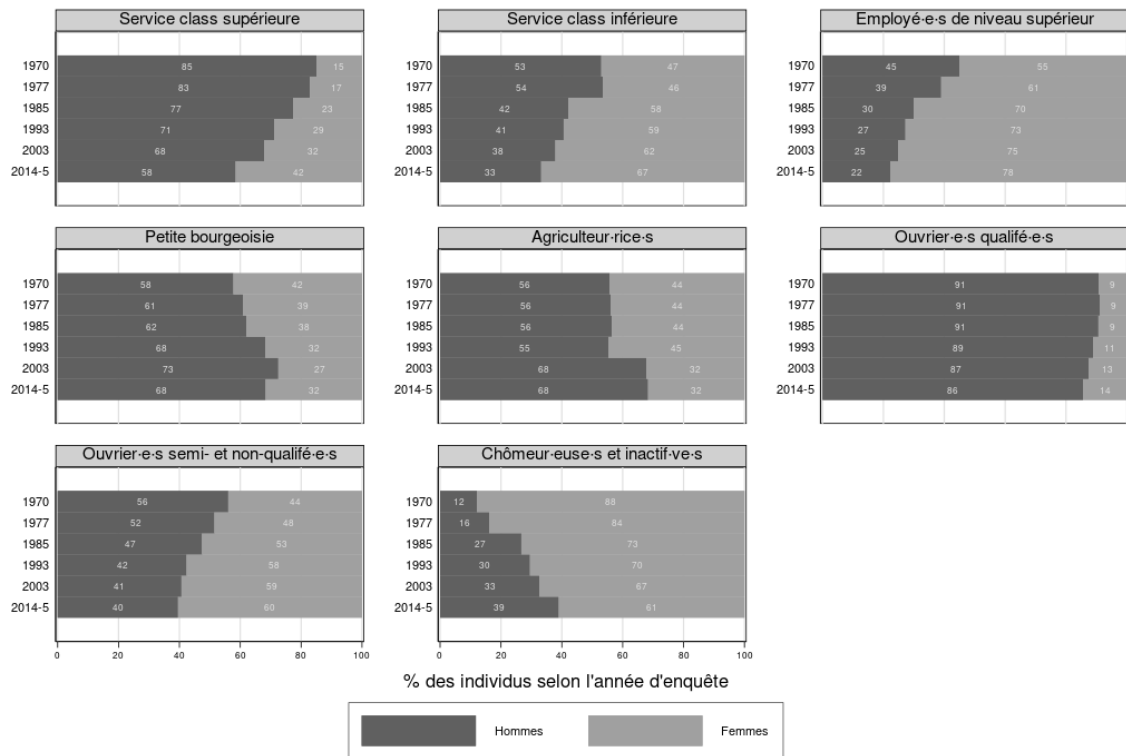 Service class supérieure
1970 85 15
1977 83 17
1985 77 23
1993 71 29
2003 68 32
2014-5 58 42
Service class inférieure
53 47
54 46
42 58
41 59
38 62
33 67
Employé·e·s de niveau supérieur
1970 45 55
1977 39 61
1985 30 70
1993 27 73
2003 25 75
2014-5 22 78
Petite bourgeoisie
1970 58 42
1977 61 39
1985 62 38
1993 68 32
2003 73 27
2014-5 68 32
Agriculteur·rice·s
1970 56 44
1977 56 44
1985 56 44
1993 55 45
2003 68 32
2014-5 68 32
Ouvrier·e·s qualifé·e·s
1970 91 9
1977 91 9
1985 91 9
1993 89 11
2003 87 13
2014-5 86 14
Ouvrier·e·s semi- et non-qualifé·e·s
1970 56 44
1977 52 48
1985 47 53
1993 42 58
2003 41 59
2014-5 40 60
0 20 40 60 80 100
Chômeur·euse·s et inactif·ve·s
1970 12 88
1977 16 84
1985 27 73
1993 30 70
2003 33 67
2014-5 39 61
0 20 40 60 80 100
% des individus selon l'année d'enquête
Hommes Femmes